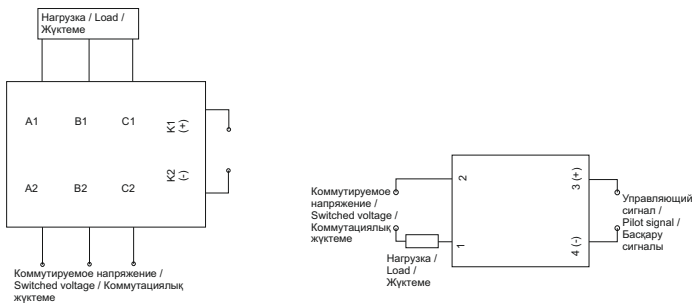 Нагрузка / Load /
Жүктеме
A1
B1
C1
K1
(+)
A2
B2
C2
K2
(-)
Коммутируемое напряжение /
Switched voltage / Коммутациялық
жүктеме
Коммутируемое
напряжение /
Switched voltage /
Коммутациялық
жүктеме
2
1
Нагрузка /
Load /
Жүктеме
3 (+)
4 (-)
Управляющий
сигнал /
Pilot signal /
Басқару
сигналы